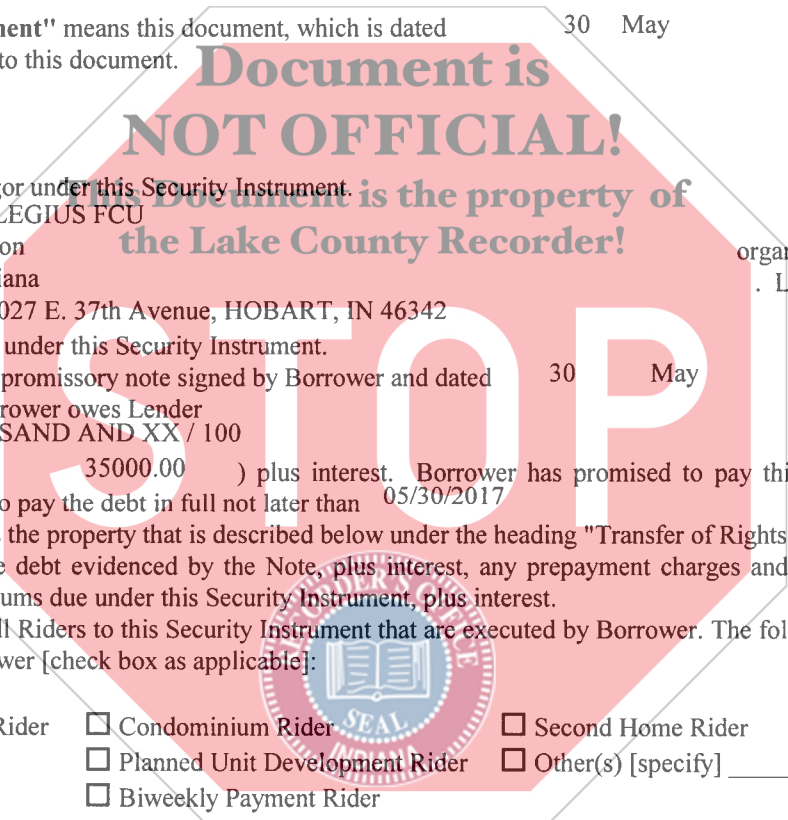 nent" means this document, which is dated 30 May
to this document.
Document is
NOT OFFICIAL!
gor under this Security Instrument.
This Document is the property of
LEGIUS FCU
the Lake County Recorder!
on organ
iana . L
027 E. 37th Avenue, HOBART, IN 46342
under this Security Instrument.
STOP
promissory note signed by Borrower and dated 30 May
rower owes Lender
SAND AND XX / 100
35000.00 ) plus interest. Borrower has promised to pay thi
o pay the debt in full not later than 05/30/2017
the property that is described below under the heading "Transfer of Rights
e debt evidenced by the Note, plus interest, any prepayment charges and
ums due under this Security Instrument, plus interest.
ll Riders to this Security Instrument that are executed by Borrower. The fol
wer [check box as applicable]:
RECORDER'S OFFICE
SEAL
INDIANA
Rider ☐ Condominium Rider ☐ Second Home Rider
☐ Planned Unit Development Rider ☐ Other(s) [specify] _____
☐ Biweekly Payment Rider